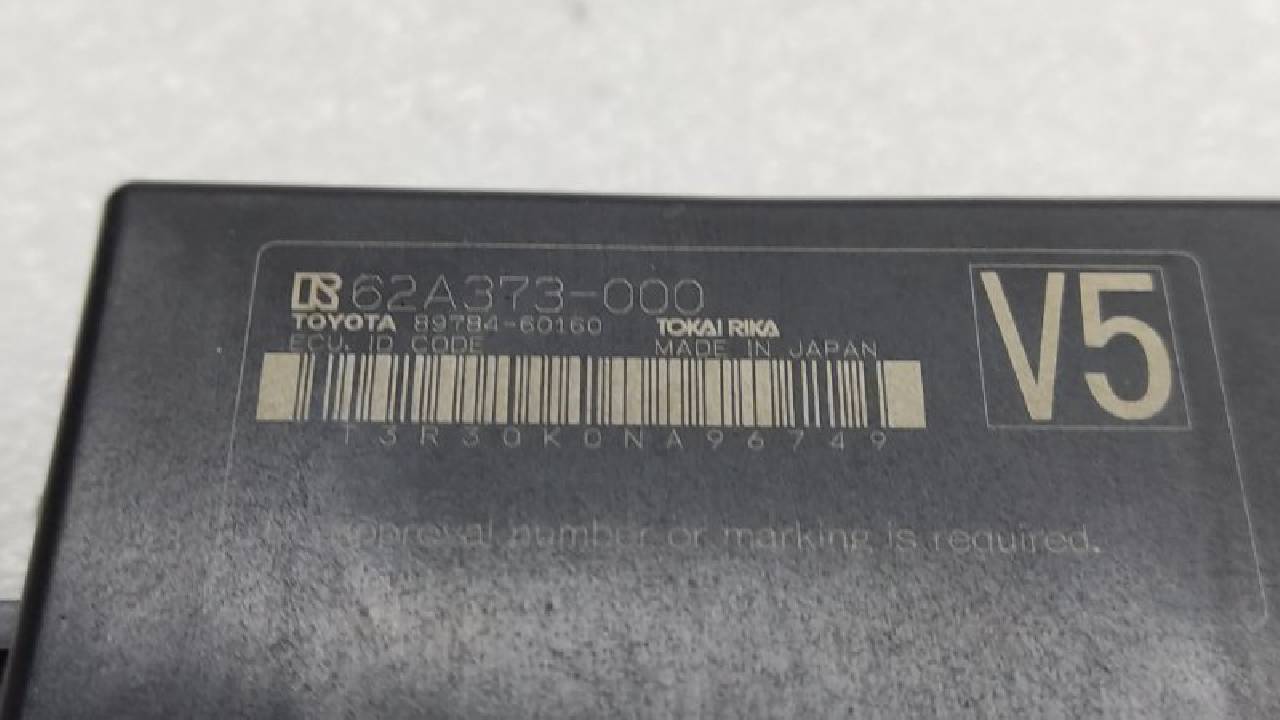 62A373-000
TOYOTA 89784-60160 TOKAI RIKA
ECU. ID CODE MADE IN JAPAN
T3R30K0NA96749
V5
approval number or marking is required.